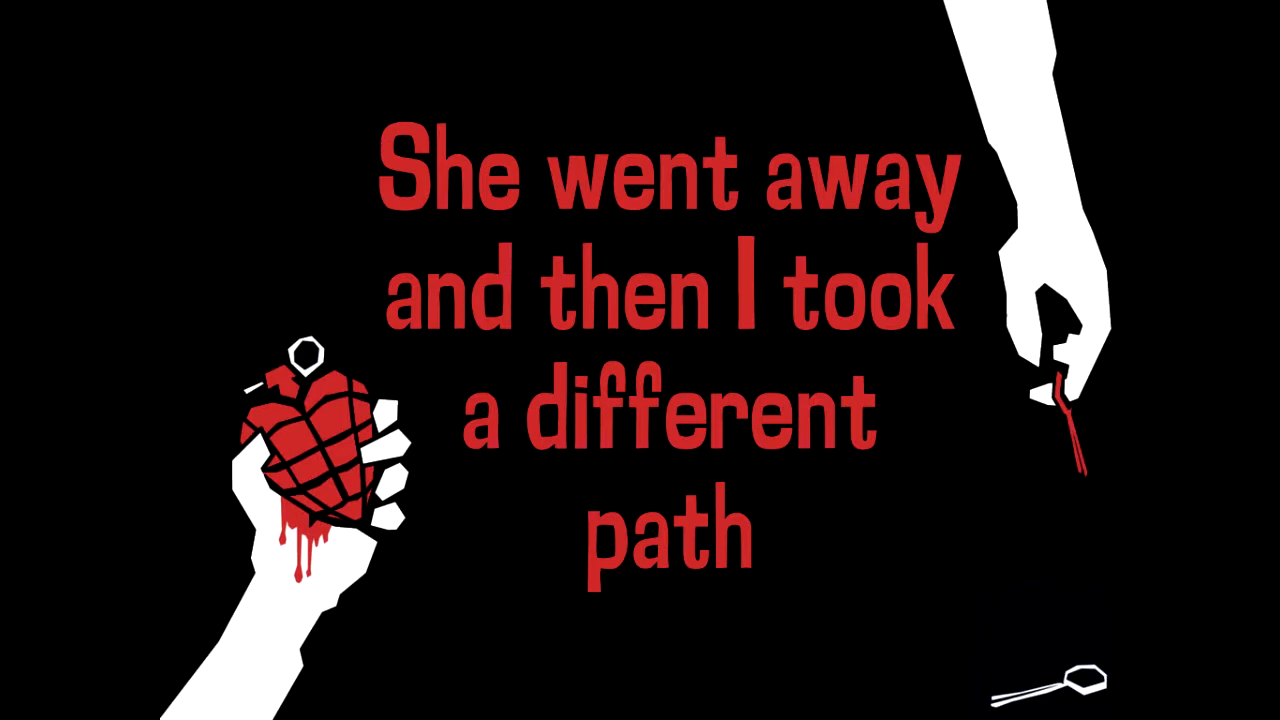 She went away
and then I took
a different
path